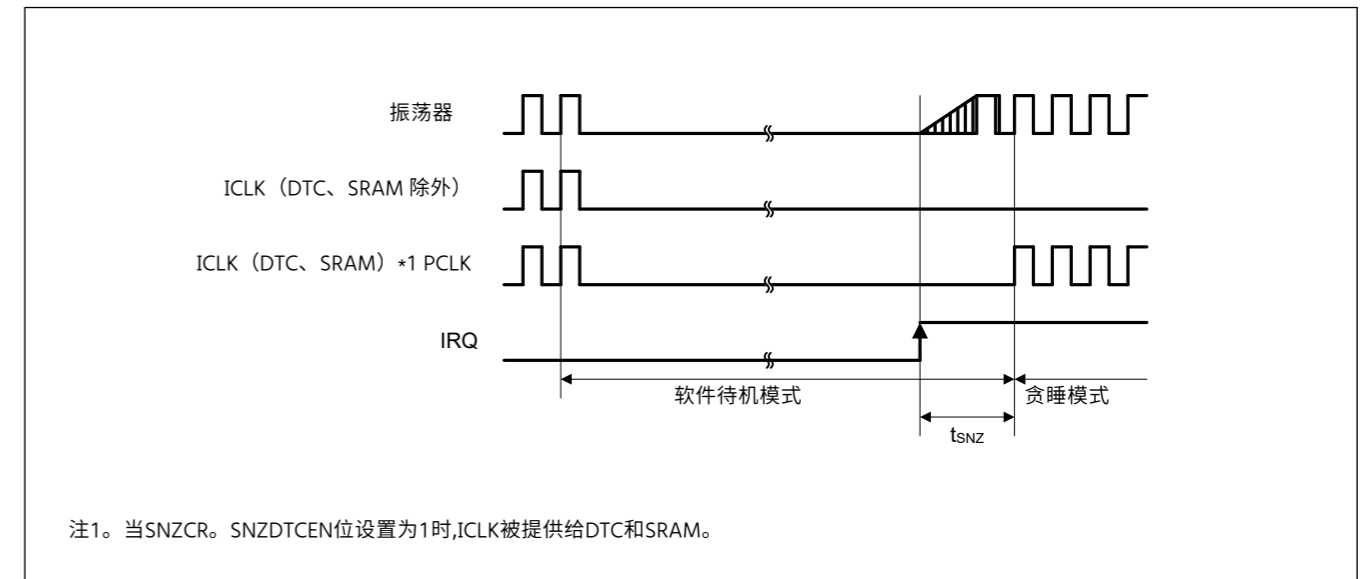 振荡器
ICLK（DTC、SRAM 除外）
ICLK（DTC、SRAM）*1 PCLK
IRQ
软件待机模式
贪睡模式
tSNZ
注1。当SNZCR。SNZDTCEN位设置为1时,ICLK被提供给DTC和SRAM。